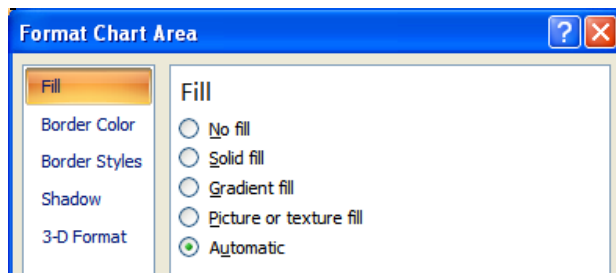 Format Chart Area
?
Fill
Border Color
Border Styles
Shadow
3-D Format
Fill
No fill
Solid fill
Gradient fill
Picture or texture fill
Automatic